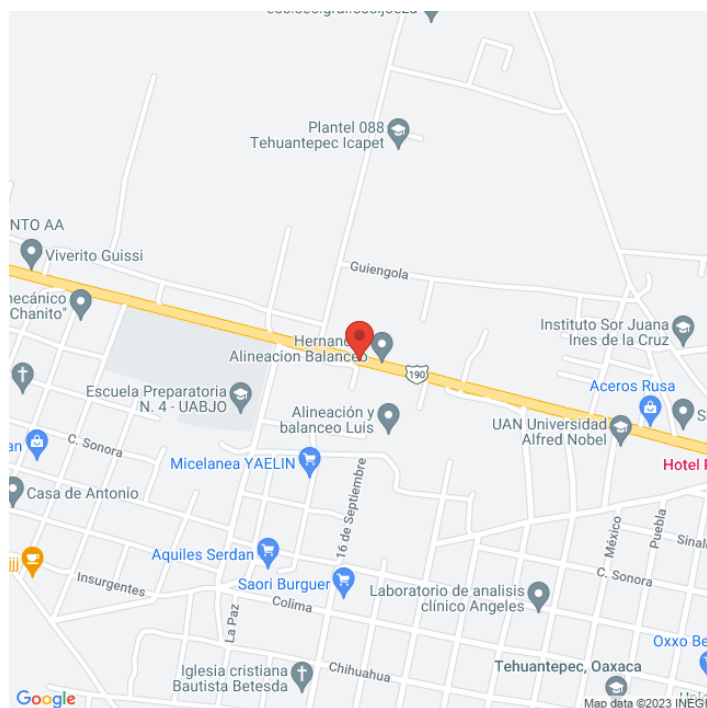 Plantel 088
Tehuantepec Icapet
NTO AA
Viverito Guissi
Guiengola
mecánico
Chanito"
Instituto Sor Juana
Ines de la Cruz
Alineacion Balanceo
190
Aceros Rusa
Escuela Preparatoria
N. 4 - UABJO
Alineación y
balanceo Luis
UAN Universidad
Alfred Nobel
C. Sonora
Micelanea YAELIN
Hotel
Casa de Antonio
16 de Septiembre
México
Puebla
Aquiles Serdan
C. Sonora
Insurgentes
Saori Burguer
Laboratorio de analisis
clínico Angeles
La Paz
Colima
Oxxo
Iglesia cristiana
Bautista Betesda
Chihuahua
Tehuantepec, Oaxaca
Google
Map data ©2023 INEGI